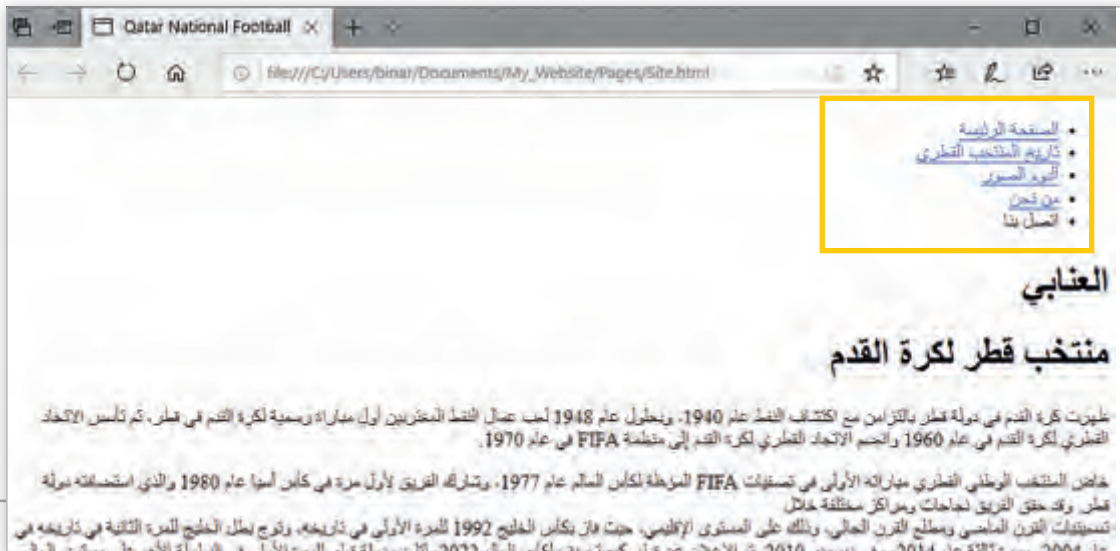 Qatar National Football
file:///C:/Users/binar/Documents/My_Website/Pages/Site.html
الصفحة الرئيسة
تاريخ المنتخب القطري
ألبوم الصور
من نحن
اتصل بنا
العنابي
منتخب قطر لكرة القدم
ظهرت كرة القدم في دولة قطر بالتزامن مع اكتشاف النفط عام 1940. وبحلول عام 1948 لعب عمال النفط المغتربين أول مباراة رسمية لكرة القدم في قطر، ثم تأسس الاتحاد
القطري لكرة القدم في عام 1960 وانضم الاتحاد القطري لكرة القدم إلى منظمة FIFA في عام 1970.
خاض المنتخب الوطني القطري مباراته الأولى في تصفيات FIFA المؤهلة لكأس العالم عام 1977، وشارك الفريق لأول مرة في كأس آسيا عام 1980 والذي استضافته دولة
قطر. وقد حقق الفريق نجاحات ومراكز مختلفة خلال
تسعينيات القرن الماضي ومطلع القرن الحالي، وذلك على المستوى الإقليمي، حيث فاز بكأس الخليج 1992 للمرة الأولى في تاريخه، وتوج بطل الخليج للمرة الثانية في تاريخه في
عام 2004، 2014 2010 2022